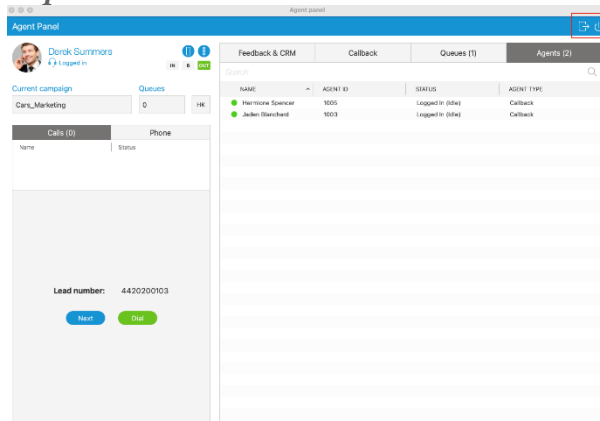 Agent panel
Agent Panel
Derek Summers
Logged in
IN B OUT
Current campaign Queues
Cars_Marketing 0 HK
Calls (0) Phone
Name Status
Lead number: 4420200103
Next Dial
Feedback & CRM Callback Queues (1) Agents (2)
Search
NAME AGENT ID STATUS AGENT TYPE
Hermione Spencer 1005 Logged In (Idle) Callback
Jaden Blanchard 1003 Logged In (Idle) Callback